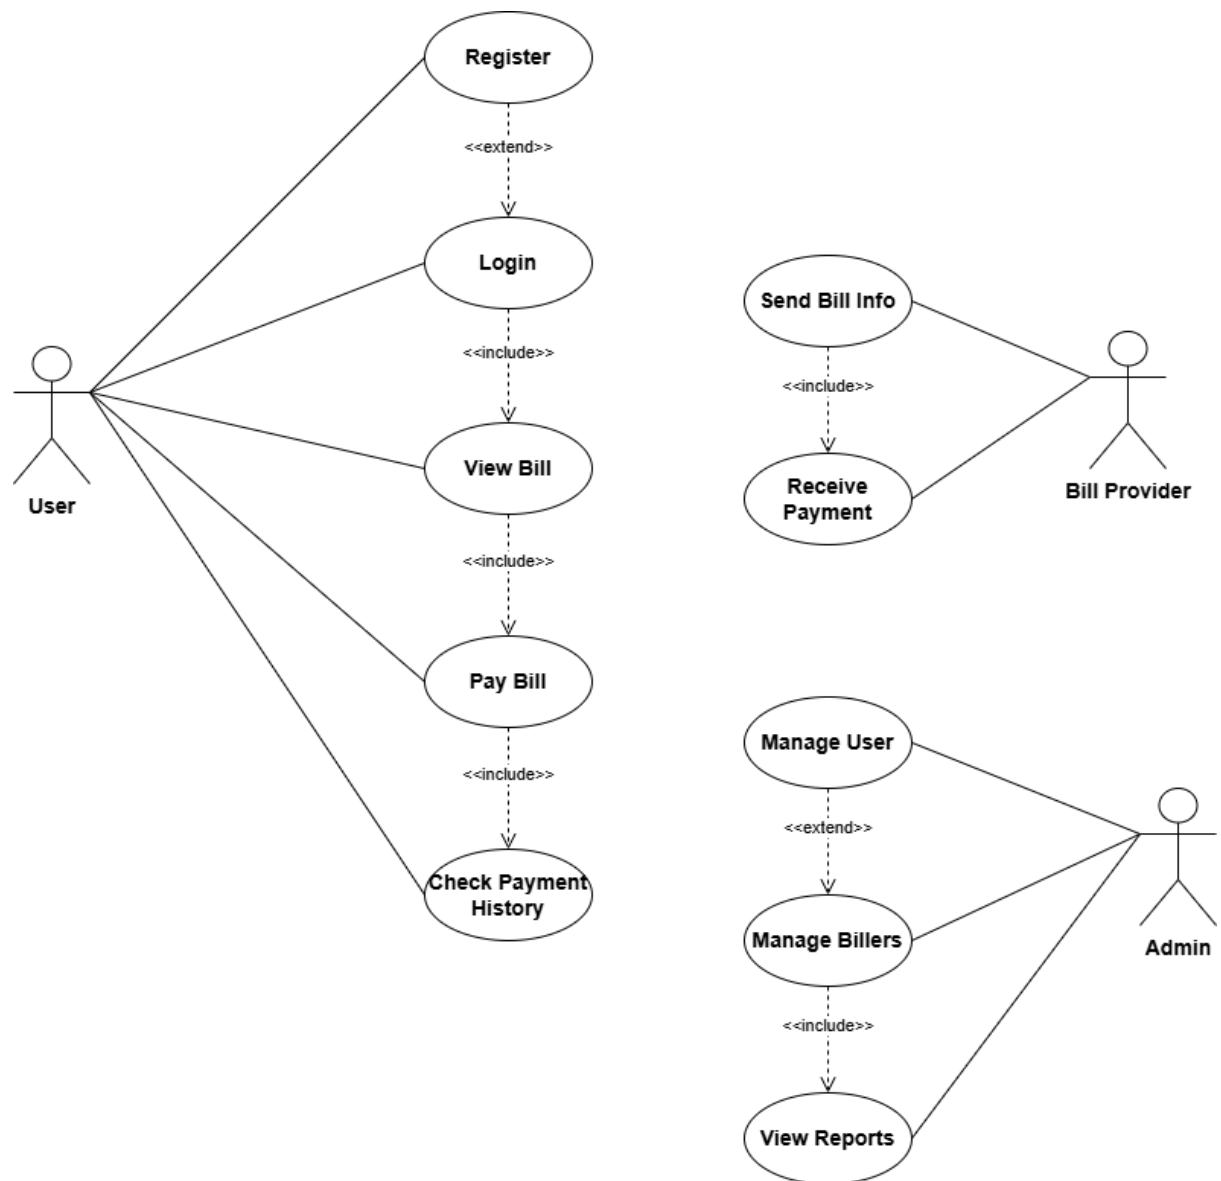 Register
<<extend>>
Login
<<include>>
View Bill
<<include>>
Pay Bill
<<include>>
Check Payment
History
User
Send Bill Info
<<include>>
Receive
Payment
Bill Provider
Manage User
<<extend>>
Manage Billers
<<include>>
View Reports
Admin